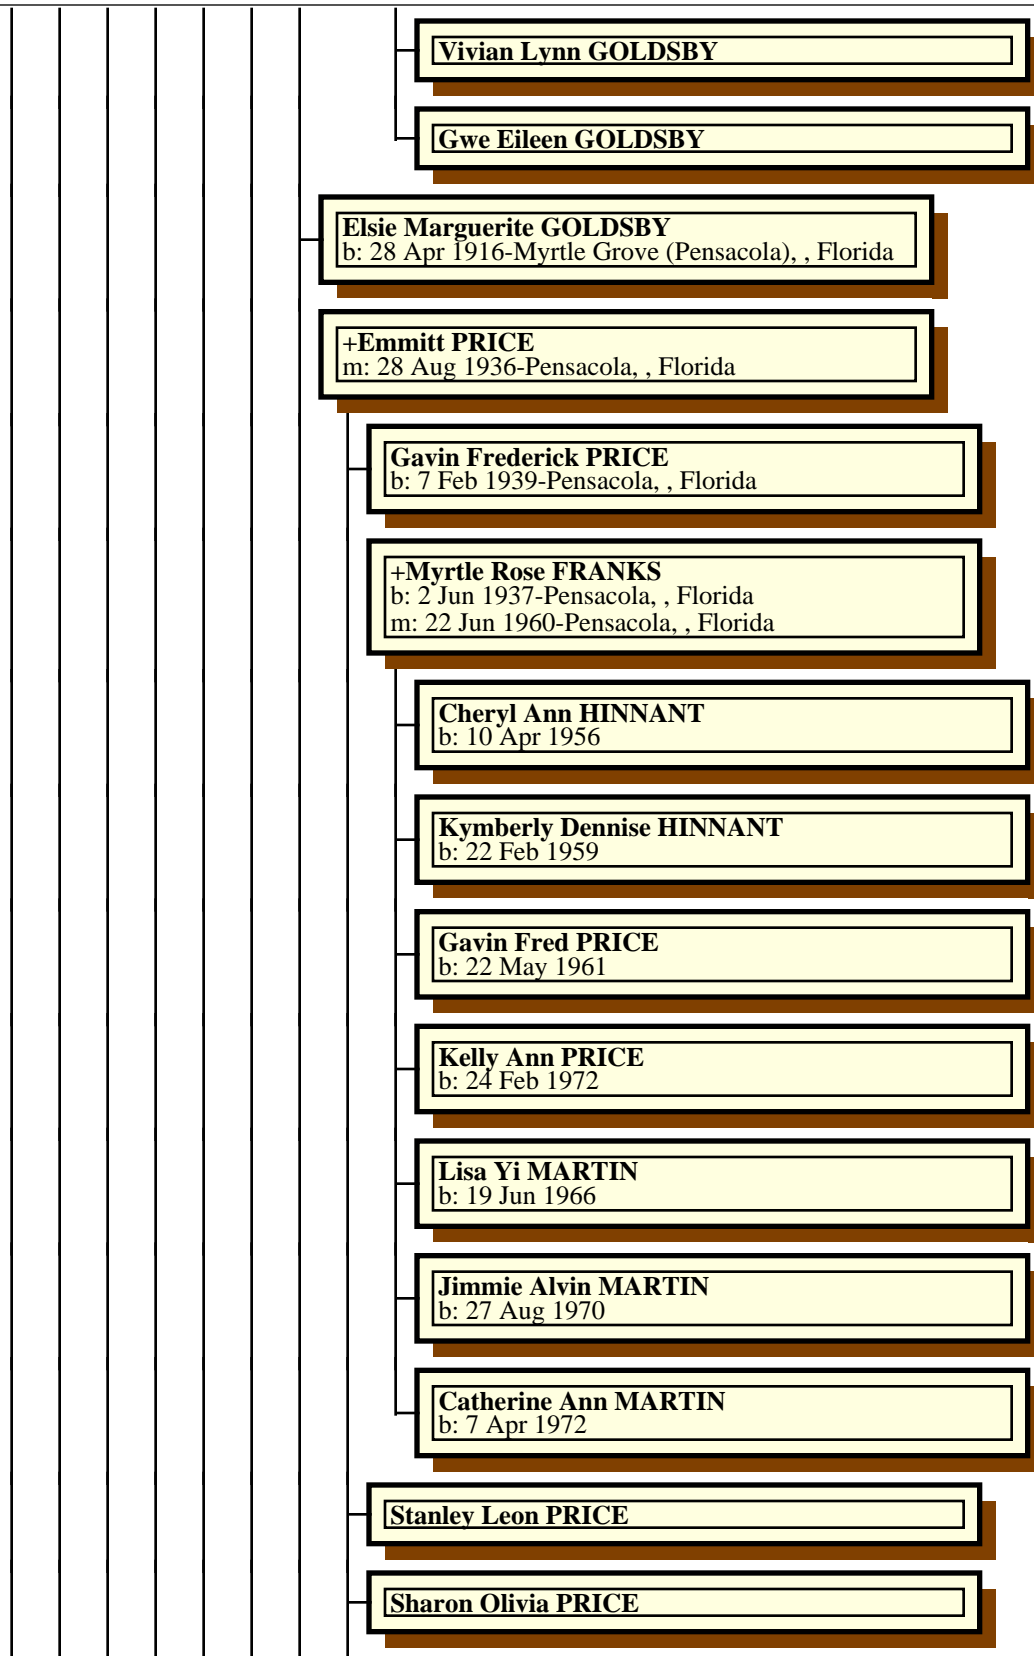 Vivian Lynn GOLDSBY
Gwe Eileen GOLDSBY
Elsie Marguerite GOLDSBY
b: 28 Apr 1916-Myrtle Grove (Pensacola), , Florida
+Emmitt PRICE
m: 28 Aug 1936-Pensacola, , Florida
Gavin Frederick PRICE
b: 7 Feb 1939-Pensacola, , Florida
+Myrtle Rose FRANKS
b: 2 Jun 1937-Pensacola, , Florida
m: 22 Jun 1960-Pensacola, , Florida
Cheryl Ann HINNANT
b: 10 Apr 1956
Kymberly Dennise HINNANT
b: 22 Feb 1959
Gavin Fred PRICE
b: 22 May 1961
Kelly Ann PRICE
b: 24 Feb 1972
Lisa Yi MARTIN
b: 19 Jun 1966
Jimmie Alvin MARTIN
b: 27 Aug 1970
Catherine Ann MARTIN
b: 7 Apr 1972
Stanley Leon PRICE
Sharon Olivia PRICE